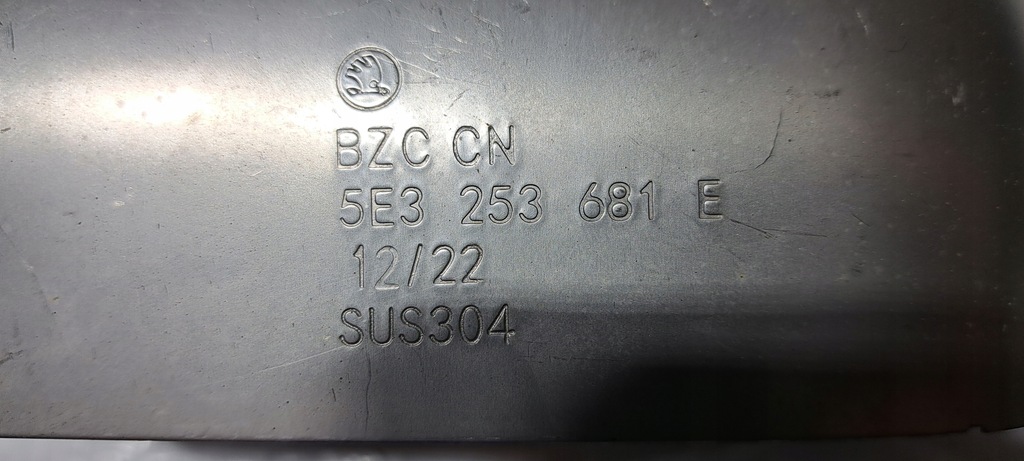 BZC CN
5E3 253 681 E
12/22
SUS304